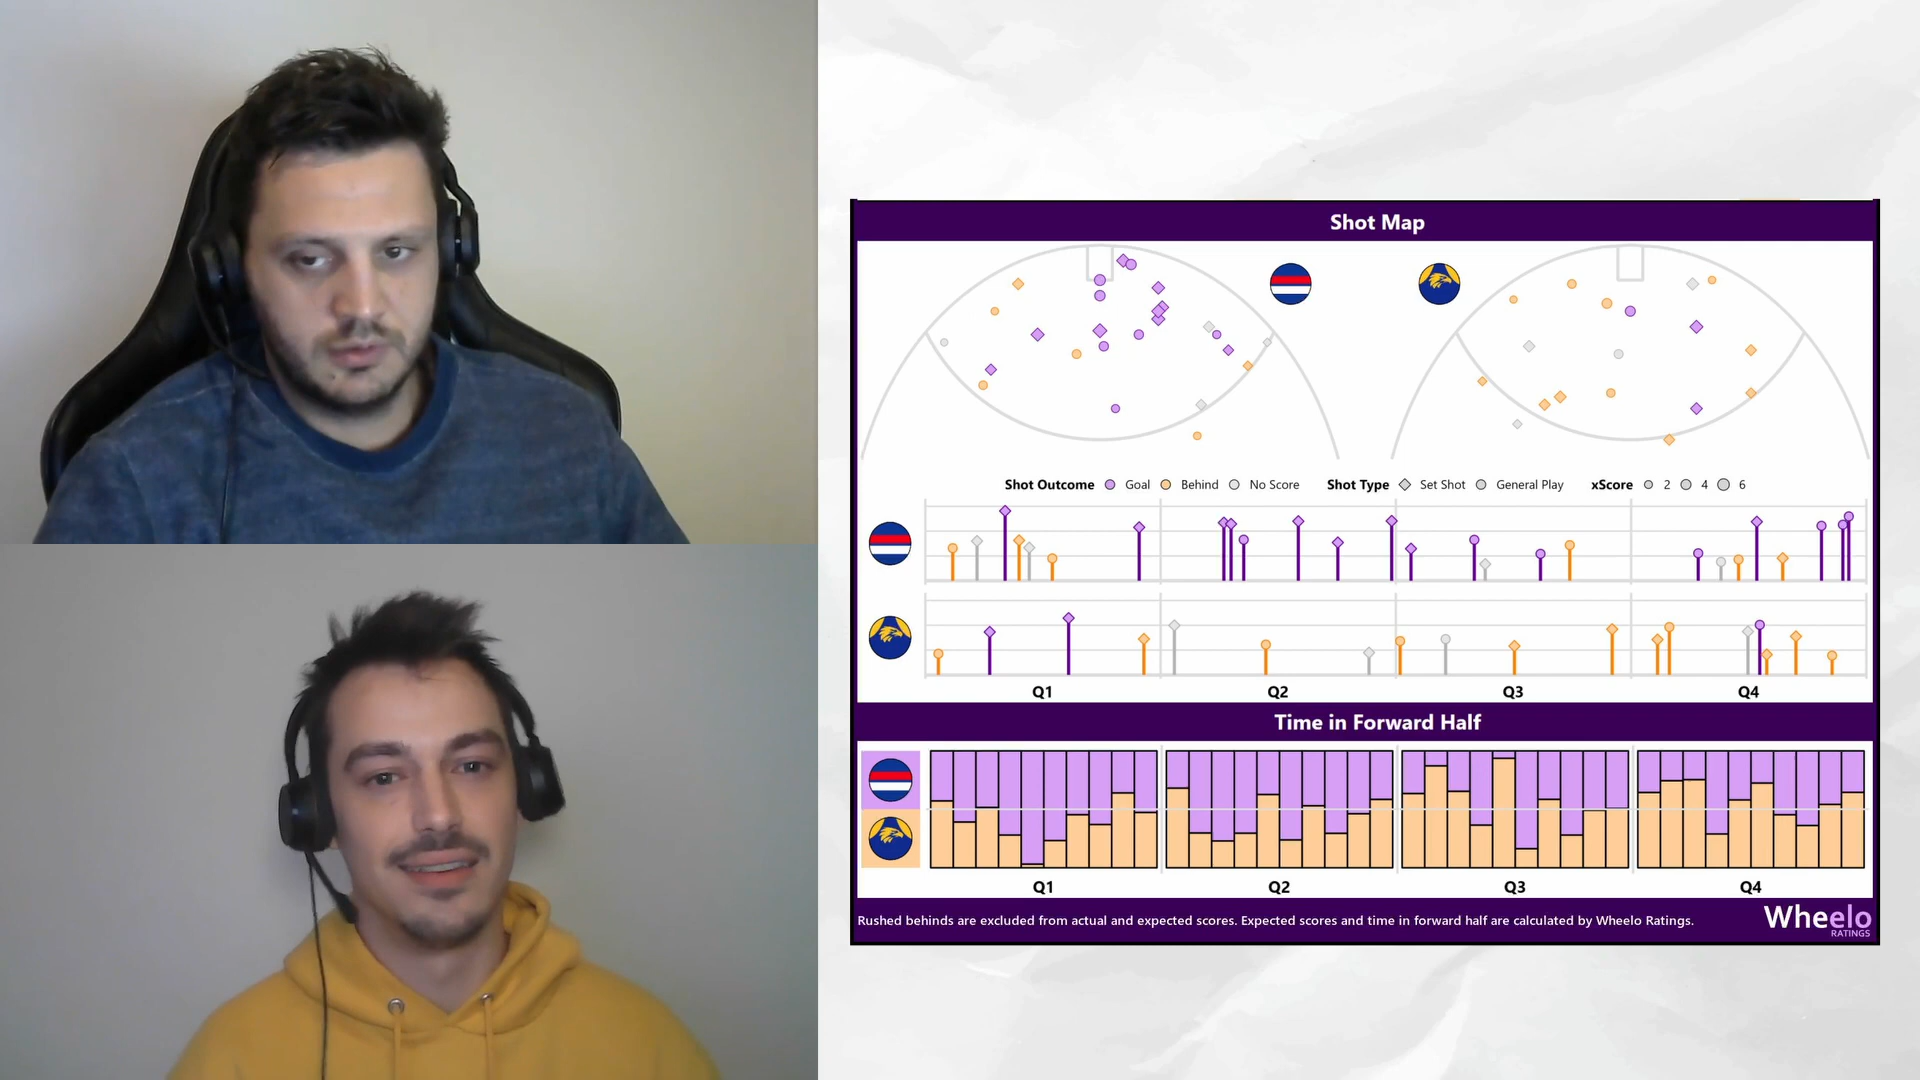 Shot Map
Shot Outcome Goal Behind No Score Shot Type Set Shot General Play xScore 2 4 6
Q1 Q2 Q3 Q4
Time in Forward Half
Q1 Q2 Q3 Q4
Rushed behinds are excluded from actual and expected scores. Expected scores and time in forward half are calculated by Wheelo Ratings.
Wheelo
RATINGS